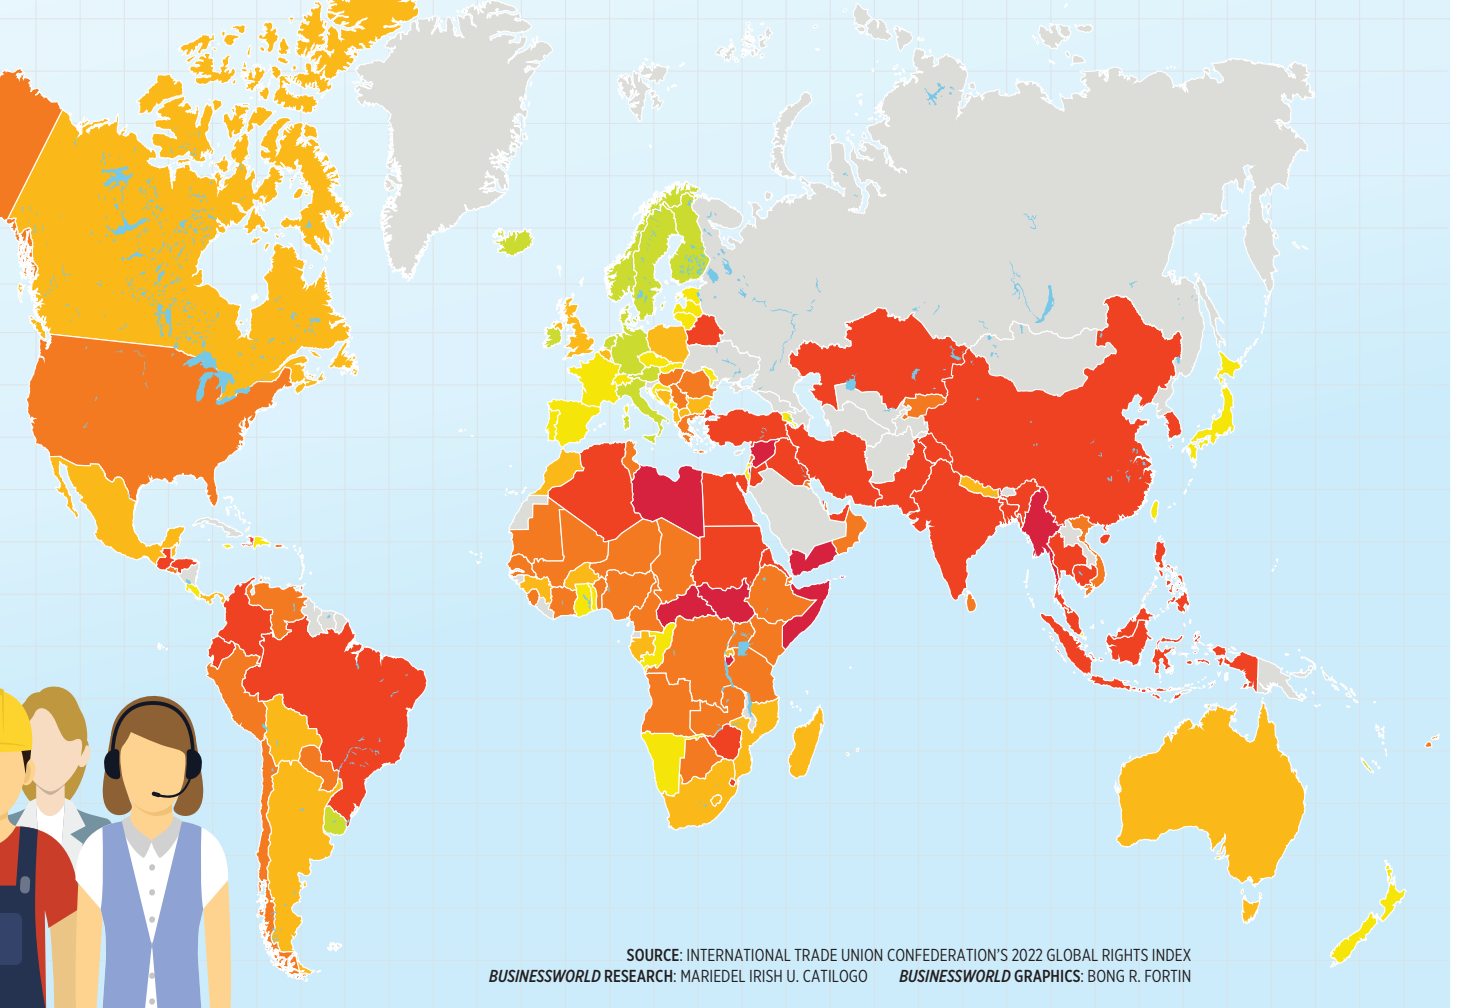 SOURCE: INTERNATIONAL TRADE UNION CONFEDERATION'S 2022 GLOBAL RIGHTS INDEX
BUSINESSWORLD RESEARCH: MARIEDEL IRISH U. CATILOGO BUSINESSWORLD GRAPHICS: BONG R. FORTIN